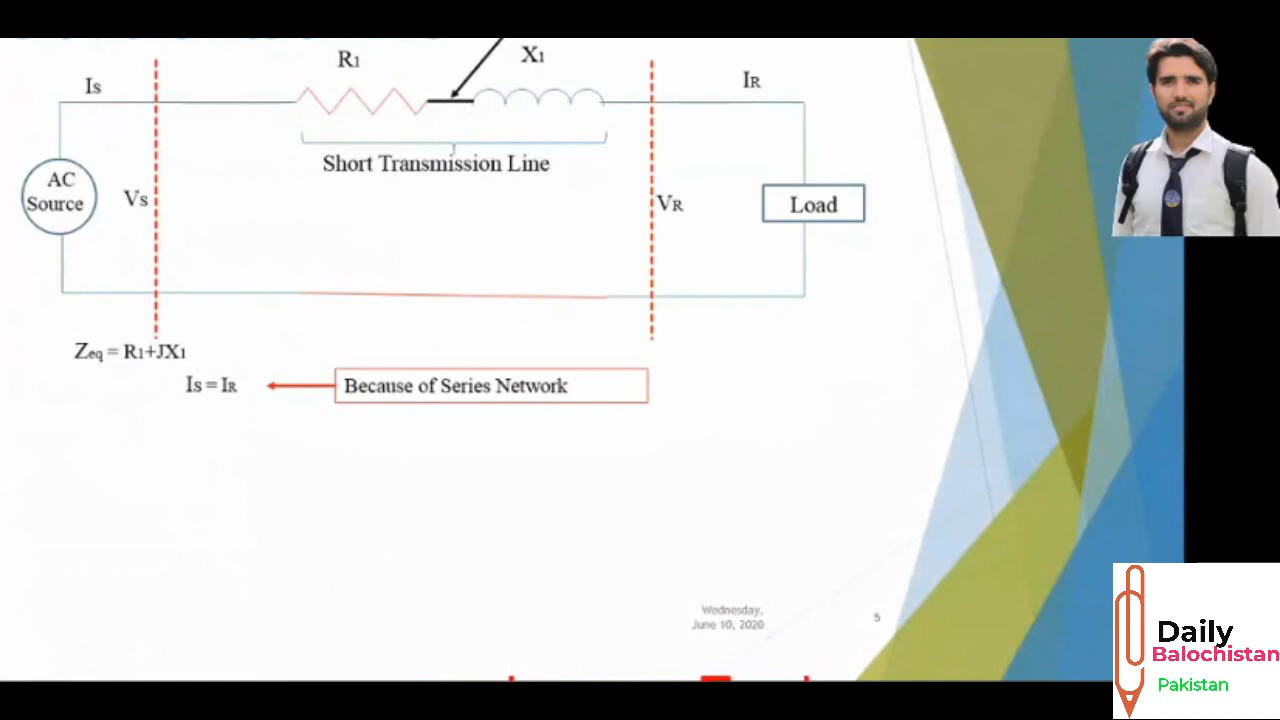 R1
X1
Is
IR
Short Transmission Line
AC
Source
Vs
VR
Load
Zeq = R1+JX1
Is = IR
Because of Series Network
Wednesday,
June 10, 2020
5
Daily
Balochistan
Pakistan